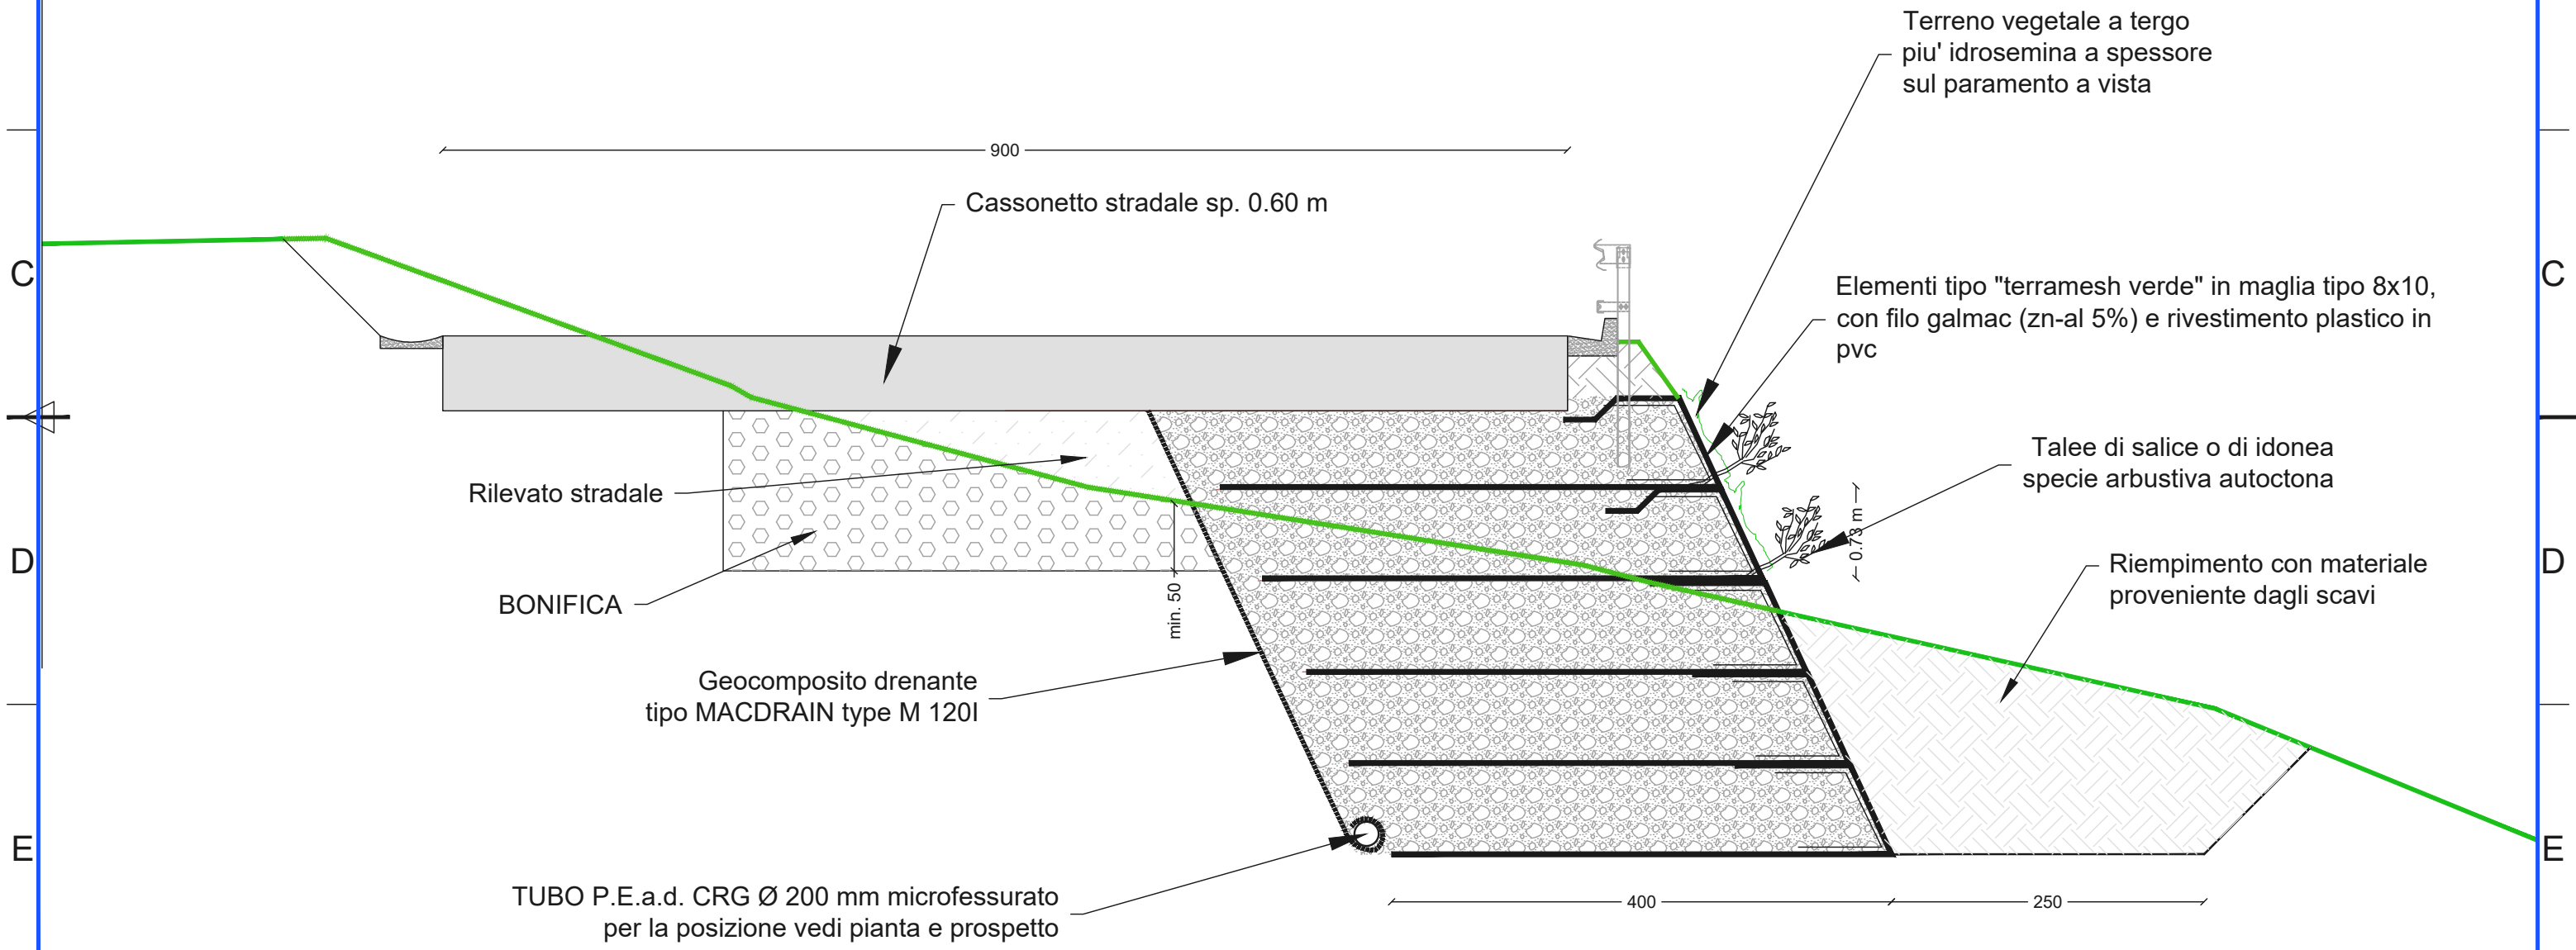 Terreno vegetale a tergo
piu' idrosemina a spessore
sul paramento a vista
900
Cassonetto stradale sp. 0.60 m
C
C
Elementi tipo "terramesh verde" in maglia tipo 8x10,
con filo galmac (zn-al 5%) e rivestimento plastico in
pvc
Talee di salice o di idonea
specie arbustiva autoctona
Rilevato stradale
0.73 m
D
D
Riempimento con materiale
proveniente dagli scavi
BONIFICA
min. 50
Geocomposito drenante
tipo MACDRAIN type M 120I
E
E
TUBO P.E.a.d. CRG Ø 200 mm microfessurato
per la posizione vedi pianta e prospetto
400
250